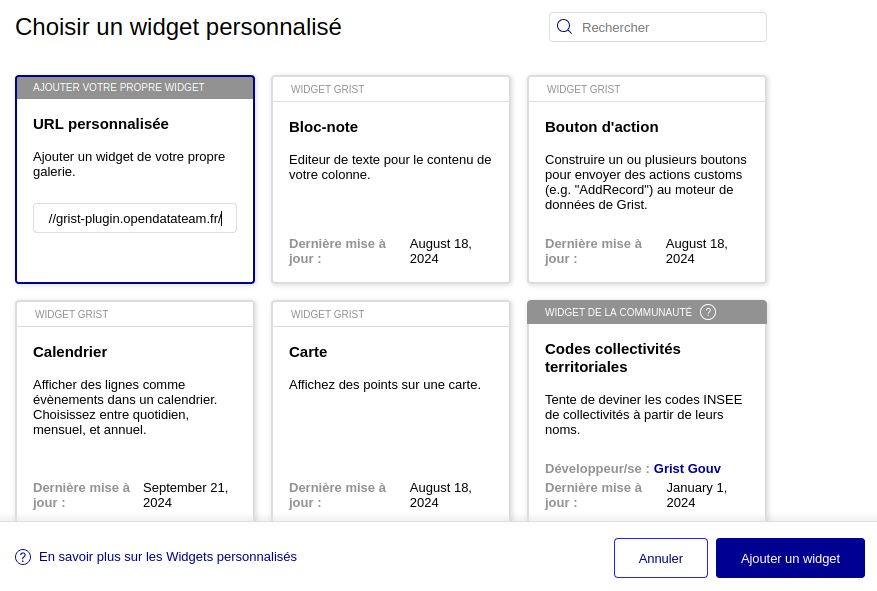 Choisir un widget personnalisé
Rechercher
AJOUTER VOTRE PROPRE WIDGET
URL personnalisée
Ajouter un widget de votre propre
galerie.
//grist-plugin.opendatateam.fr/
WIDGET GRIST
Bloc-note
Editeur de texte pour le contenu de
votre colonne.
Dernière mise à
jour :
August 18,
2024
WIDGET GRIST
Bouton d'action
Construire un ou plusieurs boutons
pour envoyer des actions customs
(e.g. "AddRecord") au moteur de
données de Grist.
Dernière mise à
jour :
August 18,
2024
WIDGET GRIST
Calendrier
Afficher des lignes comme
évènements dans un calendrier.
Choisissez entre quotidien,
mensuel, et annuel.
Dernière mise à
jour :
September 21,
2024
WIDGET GRIST
Carte
Affichez des points sur une carte.
Dernière mise à
jour :
August 18,
2024
WIDGET DE LA COMMUNAUTÉ ?
Codes collectivités
territoriales
Tente de deviner les codes INSEE
de collectivités à partir de leurs
noms.
Développeur/se : Grist Gouv
Dernière mise à
jour :
January 1,
2024
? En savoir plus sur les Widgets personnalisés
Annuler
Ajouter un widget